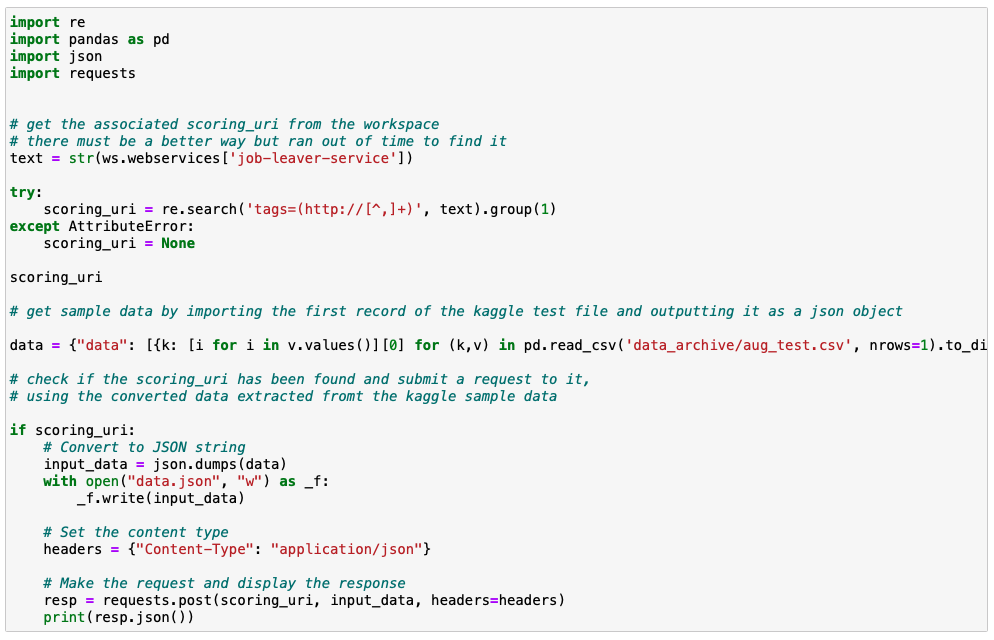 import re
import pandas as pd
import json
import requests
# get the associated scoring_uri from the workspace
# there must be a better way but ran out of time to find it
text = str(ws.webservices['job-leaver-service'])
try:
    scoring_uri = re.search('tags=(http://[^,]+)', text).group(1)
except AttributeError:
    scoring_uri = None
scoring_uri
# get sample data by importing the first record of the kaggle test file and outputting it as a json object
data = {"data": [{k: [i for i in v.values()][0] for (k,v) in pd.read_csv('data_archive/aug_test.csv', nrows=1).to_di
# check if the scoring_uri has been found and submit a request to it,
# using the converted data extracted fromt the kaggle sample data
if scoring_uri:
    # Convert to JSON string
    input_data = json.dumps(data)
    with open("data.json", "w") as _f:
        _f.write(input_data)
    # Set the content type
    headers = {"Content-Type": "application/json"}
    # Make the request and display the response
    resp = requests.post(scoring_uri, input_data, headers=headers)
    print(resp.json())